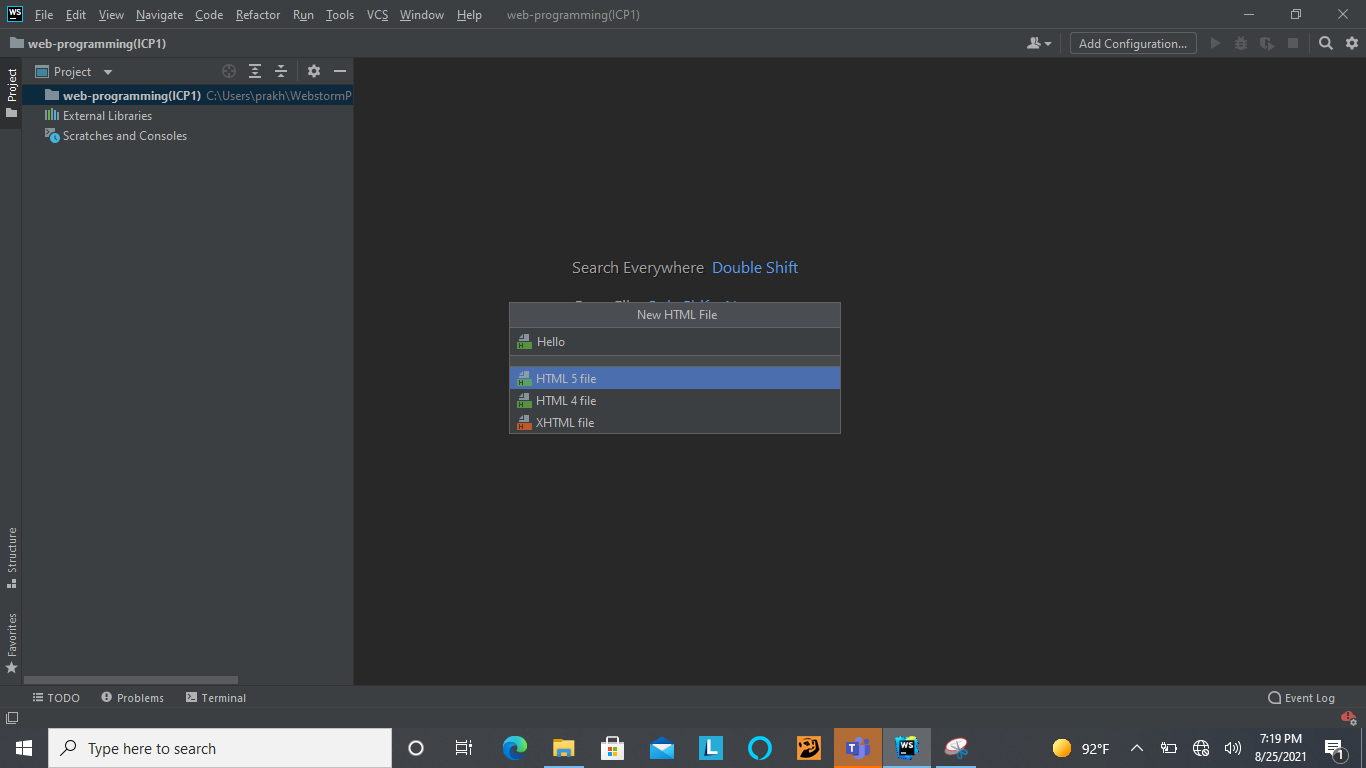 WS File Edit View Navigate Code Refactor Run Tools VCS Window Help web-programming(ICP1)
web-programming(ICP1) Add Configuration...
Project Project
web-programming(ICP1) C:\Users\prakh\WebstormP
External Libraries
Scratches and Consoles
Search Everywhere Double Shift
New HTML File
H Hello
H HTML 5 file
H HTML 4 file
H XHTML file
Structure
Favorites
TODO Problems Terminal Event Log
Type here to search L WS 92°F 7:19 PM
8/25/2021 1